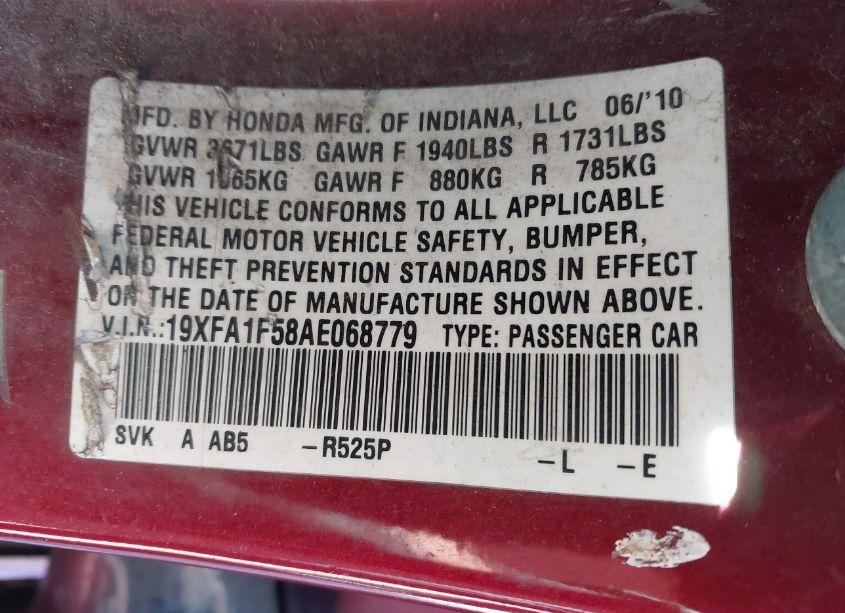 MFD. BY HONDA MFG. OF INDIANA, LLC 06/'10
GVWR 3671LBS GAWR F 1940LBS R 1731LBS
GVWR 1665KG GAWR F 880KG R 785KG
THIS VEHICLE CONFORMS TO ALL APPLICABLE
FEDERAL MOTOR VEHICLE SAFETY, BUMPER,
AND THEFT PREVENTION STANDARDS IN EFFECT
ON THE DATE OF MANUFACTURE SHOWN ABOVE.
V.I.N.:19XFA1F58AE068779 TYPE: PASSENGER CAR
SVK A AB5 -R525P -L -E